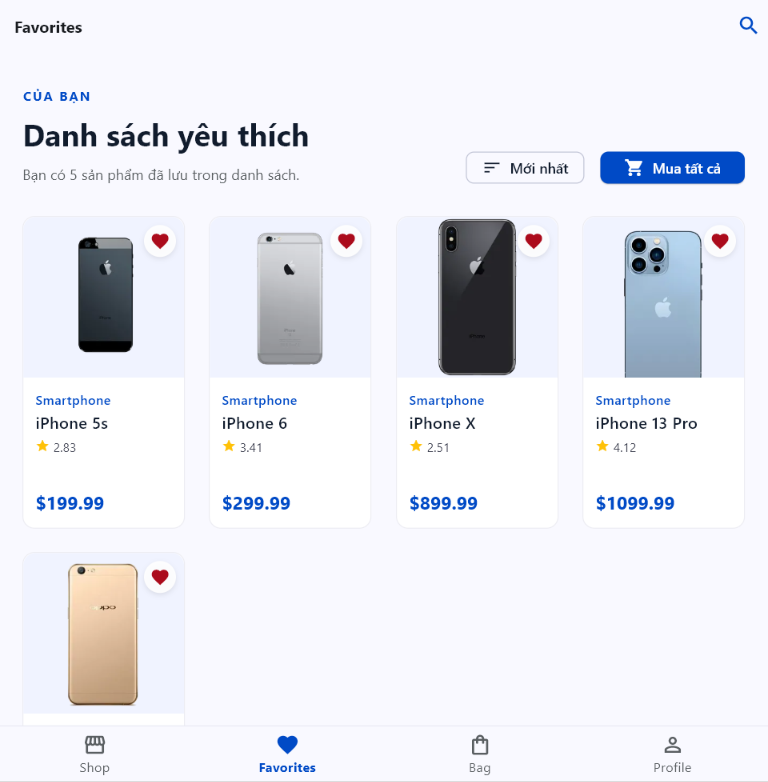 Favorites
CỦA BẠN
Danh sách yêu thích
Bạn có 5 sản phẩm đã lưu trong danh sách.
Mới nhất
Mua tất cả
Smartphone
iPhone 5s
2.83
$199.99
Smartphone
iPhone 6
3.41
$299.99
Smartphone
iPhone X
2.51
$899.99
Smartphone
iPhone 13 Pro
4.12
$1099.99
oppo
Shop
Favorites
Bag
Profile